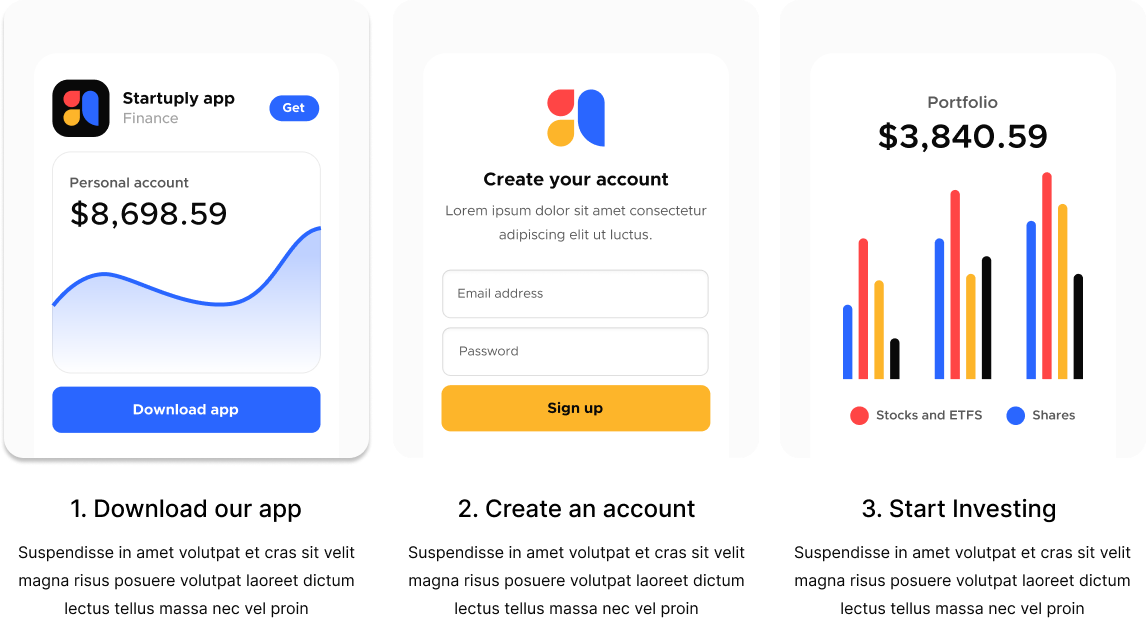 Startuply app
Finance
Get
Personal account
$8,698.59
Download app
1. Download our app
Suspendisse in amet volutpat et cras sit velit
magna risus posuere volutpat laoreet dictum
lectus tellus massa nec vel proin
Create your account
Lorem ipsum dolor sit amet consectetur
adipiscing elit ut luctus.
Email address
Password
Sign up
2. Create an account
Suspendisse in amet volutpat et cras sit velit
magna risus posuere volutpat laoreet dictum
lectus tellus massa nec vel proin
Portfolio
$3,840.59
Stocks and ETFS
Shares
3. Start Investing
Suspendisse in amet volutpat et cras sit velit
magna risus posuere volutpat laoreet dictum
lectus tellus massa nec vel proin